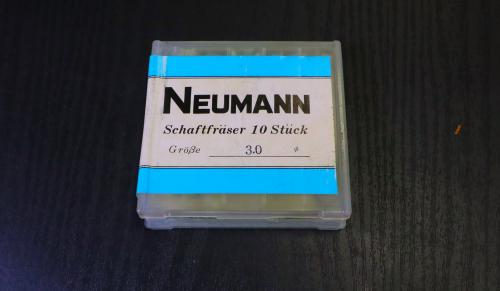 NEUMANN
Schaftfräser 10 Stück
Größe 3.0